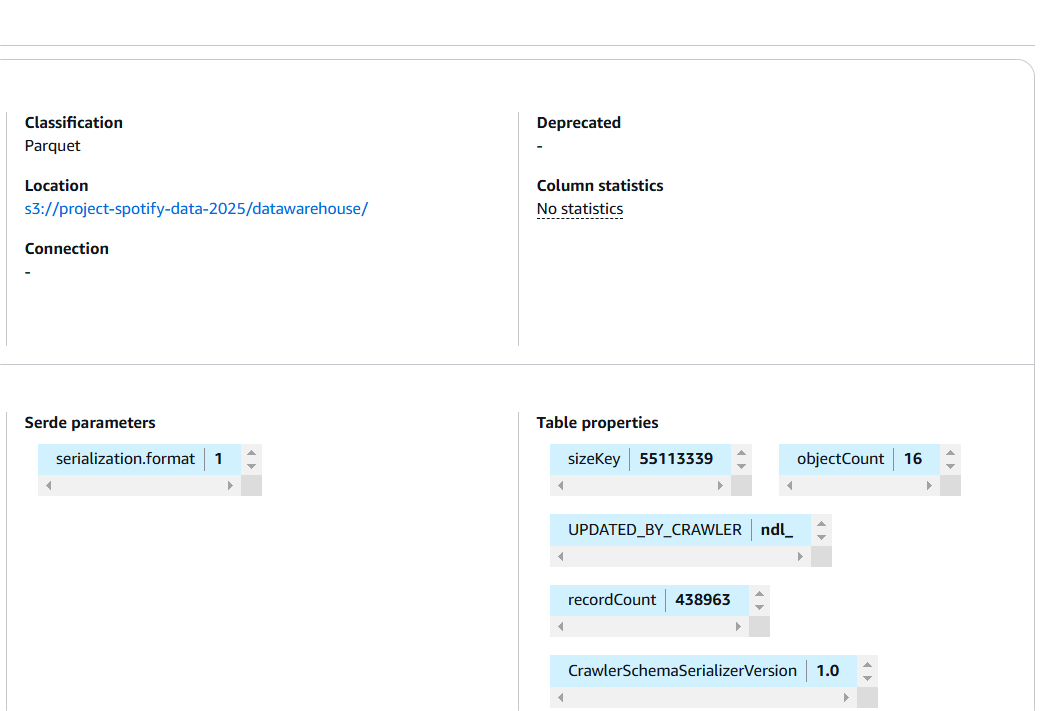 Classification
Parquet
Location
s3://project-spotify-data-2025/datawarehouse/
Connection
-
Deprecated
-
Column statistics
No statistics
Serde parameters
serialization.format 1
Table properties
sizeKey 55113339
objectCount 16
UPDATED_BY_CRAWLER ndl_
recordCount 438963
CrawlerSchemaSerializerVersion 1.0